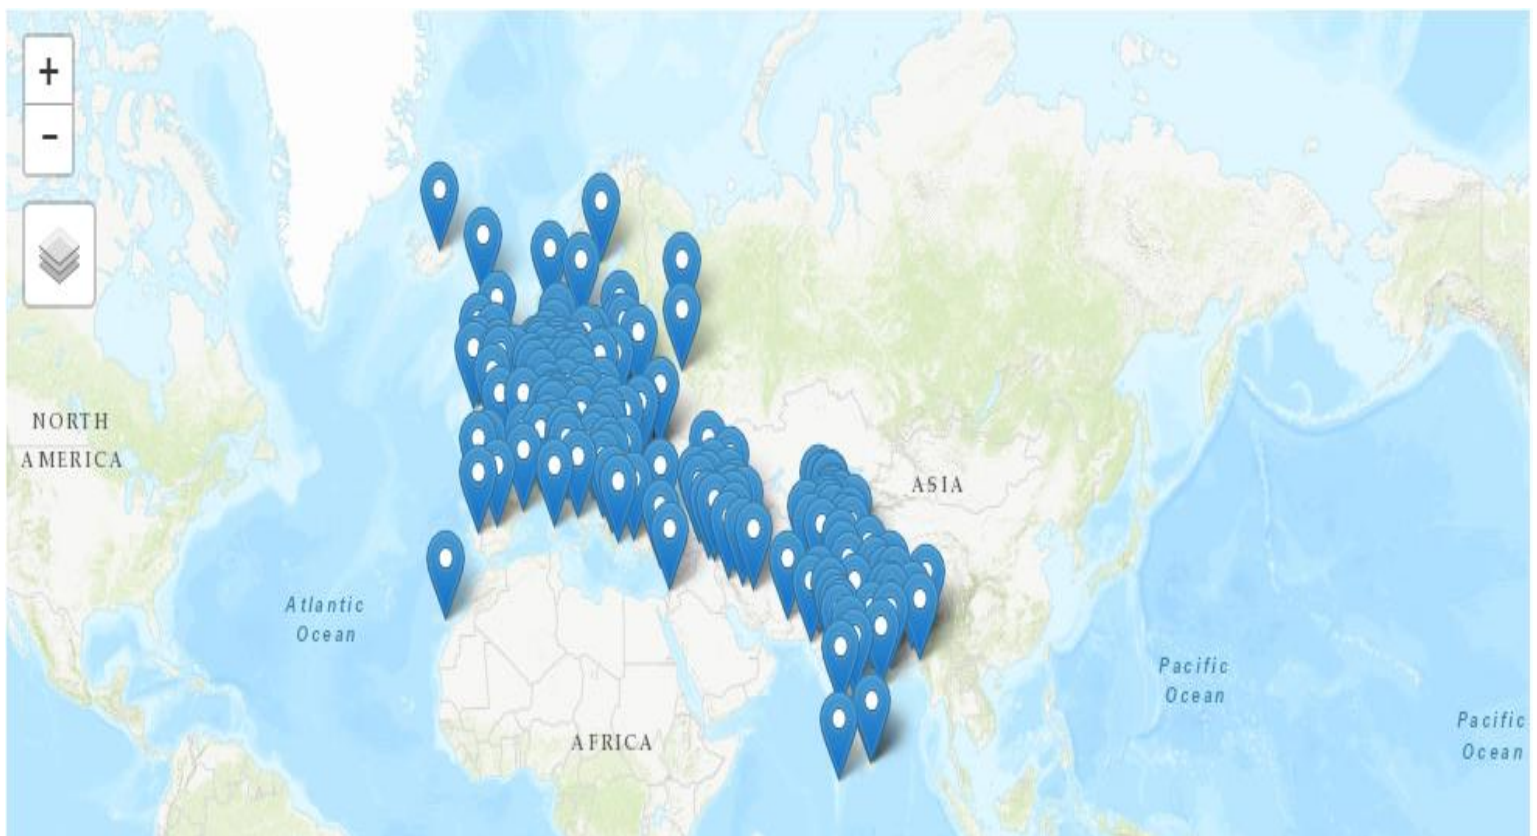 +
-
NORTH
AMERICA
ASIA
Atlantic
Ocean
AFRICA
Pacific
Ocean
Pacific
Ocean